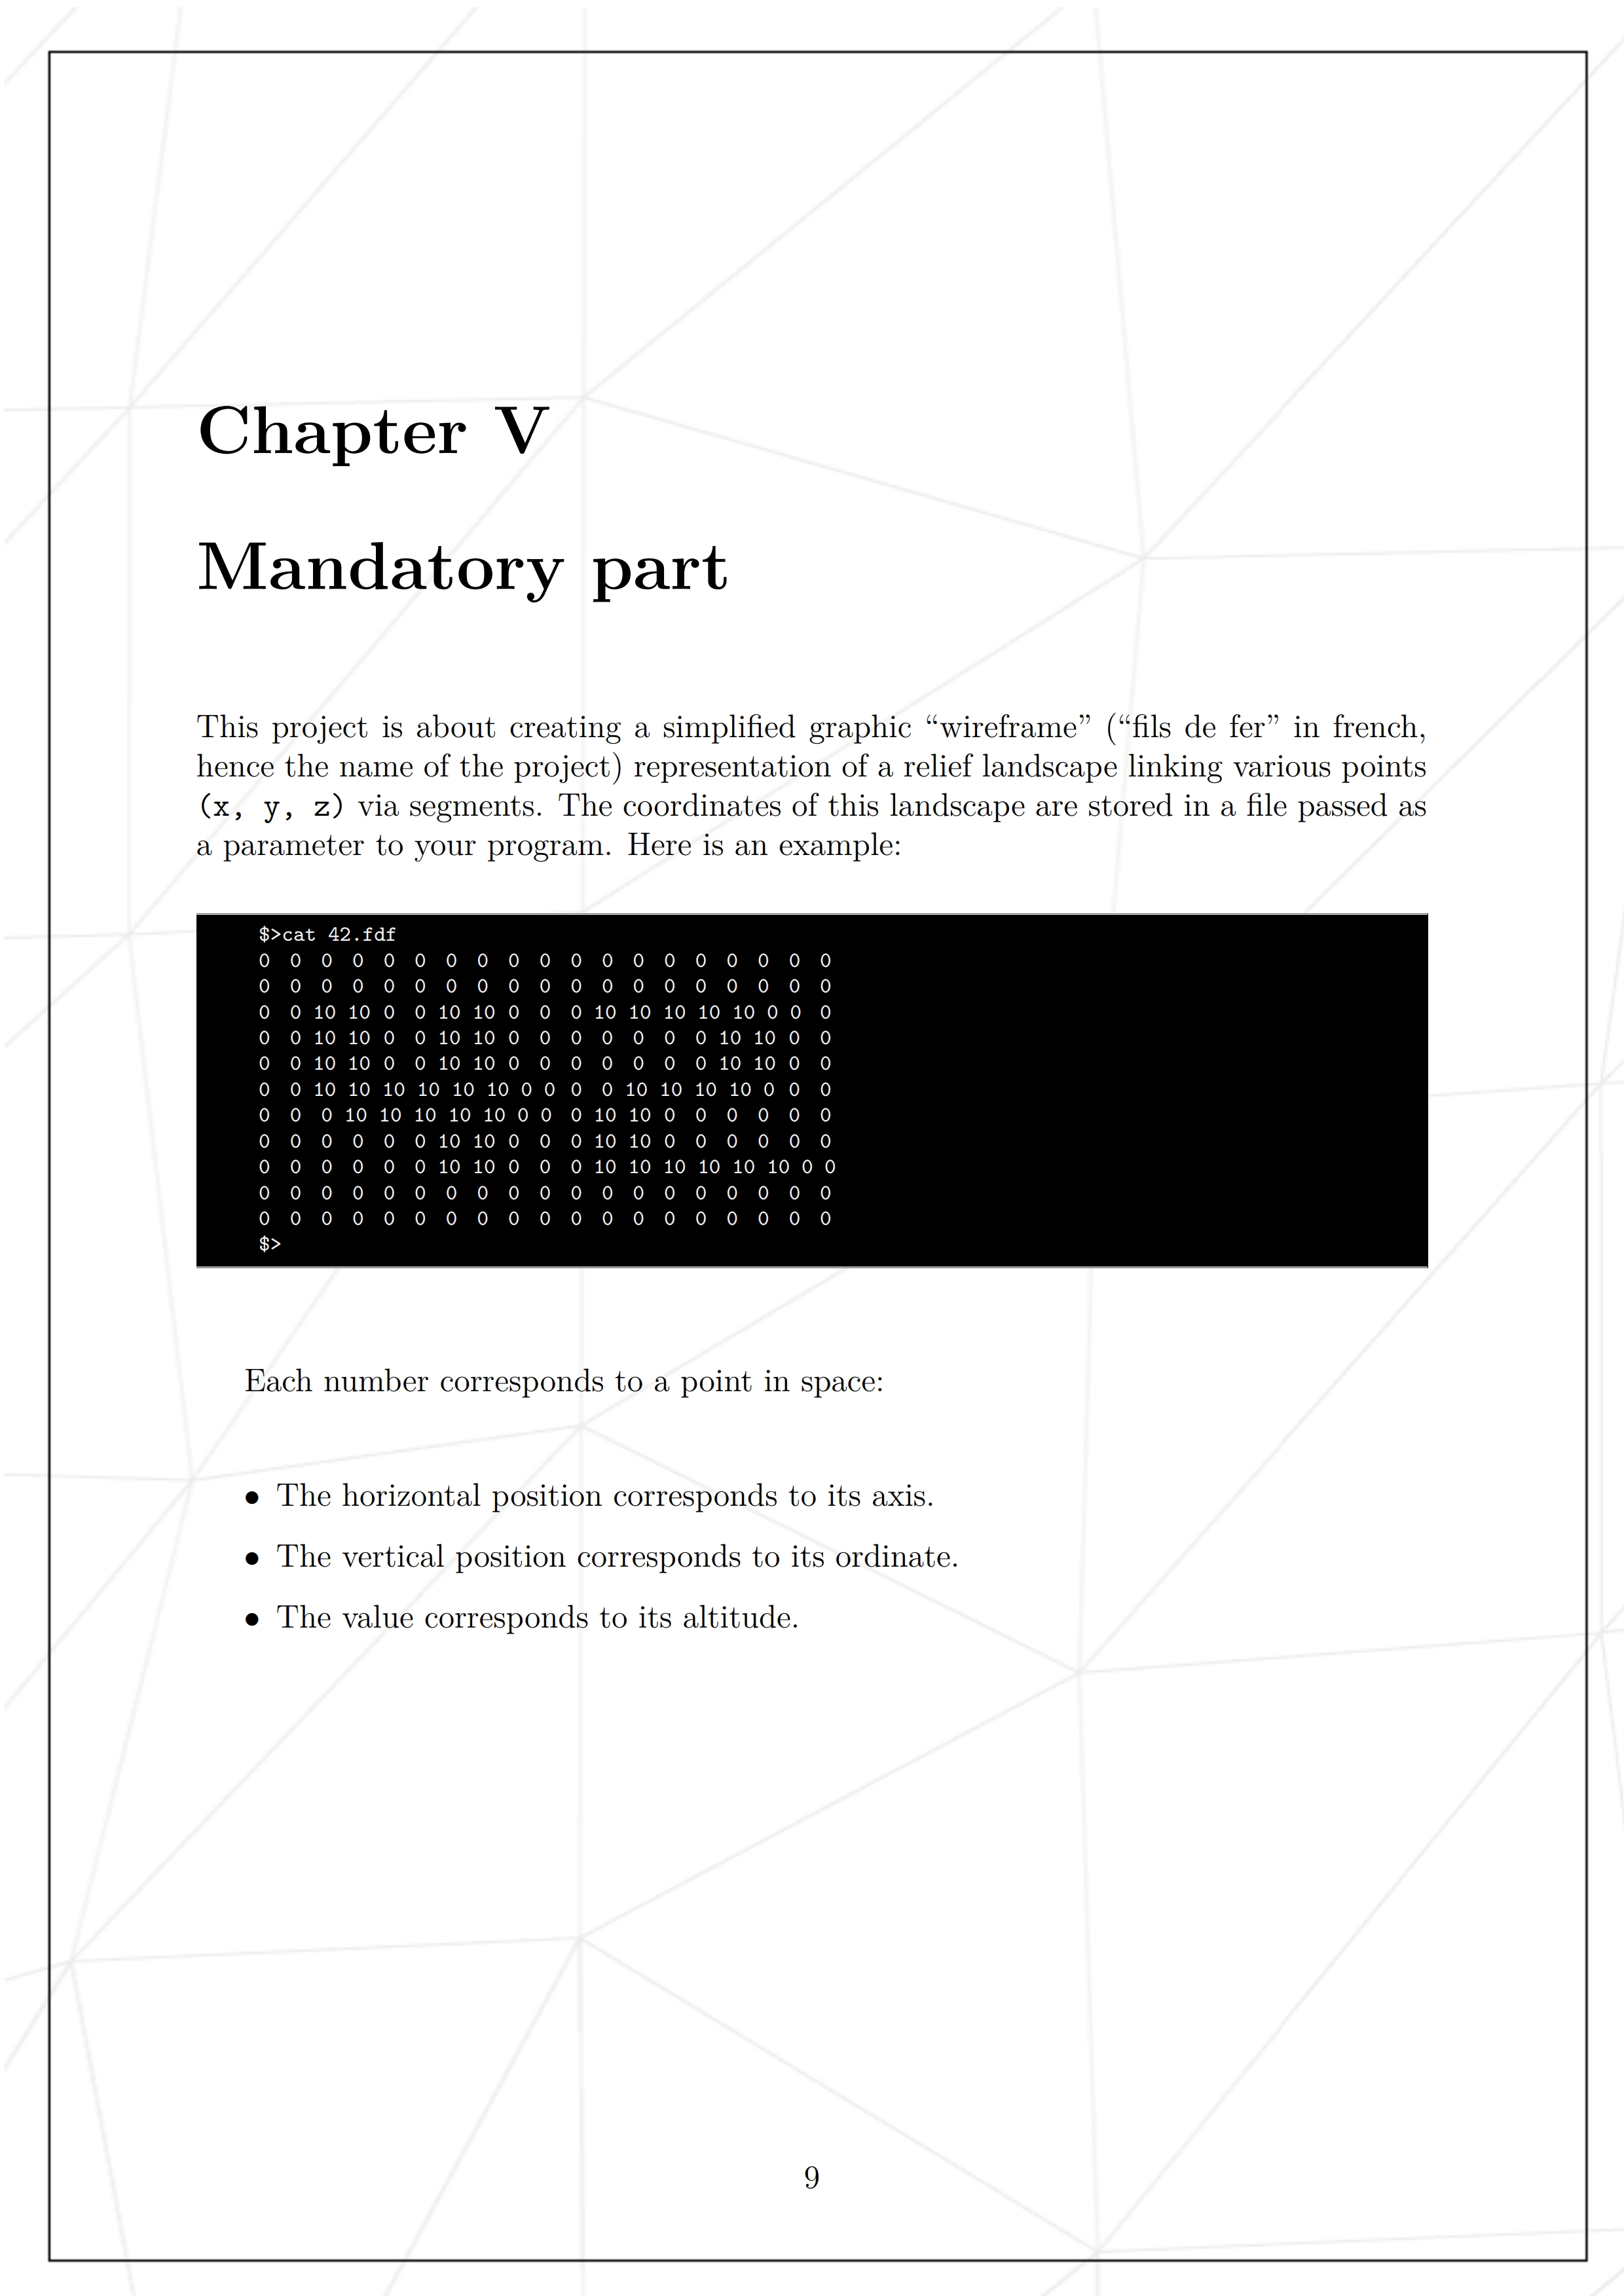 Chapter V
Mandatory part
This project is about creating a simplified graphic “wireframe” (“fils de fer” in french,
hence the name of the project) representation of a relief landscape linking various points
(x, y, z) via segments. The coordinates of this landscape are stored in a file passed as
a parameter to your program. Here is an example:
$>cat 42.fdf
0 0 0 0 0 0 0 0 0 0 0 0 0 0 0 0 0 0 0
0 0 0 0 0 0 0 0 0 0 0 0 0 0 0 0 0 0 0
0 0 10 10 0 0 10 10 0 0 0 10 10 10 10 10 0 0 0
0 0 10 10 0 0 10 10 0 0 0 0 0 0 0 10 10 0 0
0 0 10 10 0 0 10 10 0 0 0 0 0 0 0 10 10 0 0
0 0 10 10 10 10 10 10 0 0 0 0 10 10 10 10 0 0 0
0 0 0 10 10 10 10 10 0 0 0 10 10 0 0 0 0 0 0
0 0 0 0 0 0 10 10 0 0 0 10 10 0 0 0 0 0 0
0 0 0 0 0 0 10 10 0 0 0 10 10 10 10 10 10 0 0
0 0 0 0 0 0 0 0 0 0 0 0 0 0 0 0 0 0 0
0 0 0 0 0 0 0 0 0 0 0 0 0 0 0 0 0 0 0
$>
Each number corresponds to a point in space:
• The horizontal position corresponds to its axis.
• The vertical position corresponds to its ordinate.
• The value corresponds to its altitude.
9